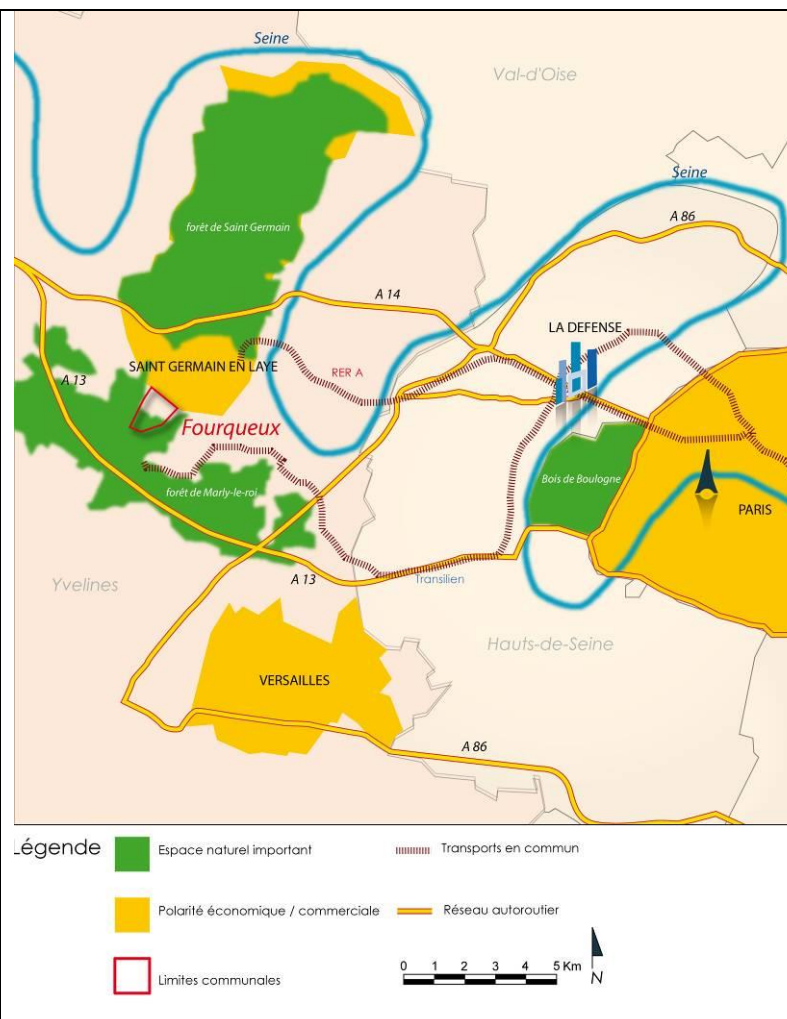 Seine
Val-d'Oise
Seine
A 86
forêt de Saint Germain
A 14
LA DEFENSE
SAINT GERMAIN EN LAYE
RER A
A 13
Fourqueux
Bois de Boulogne
forêt de Marly-le-roi
PARIS
A 13
Transilien
Yvelines
Hauts-de-Seine
VERSAILLES
A 86
Légende
Espace naturel important
Transports en commun
Polarité économique / commerciale
Réseau autoroutier
Limites communales
0 1 2 3 4 5 Km
N